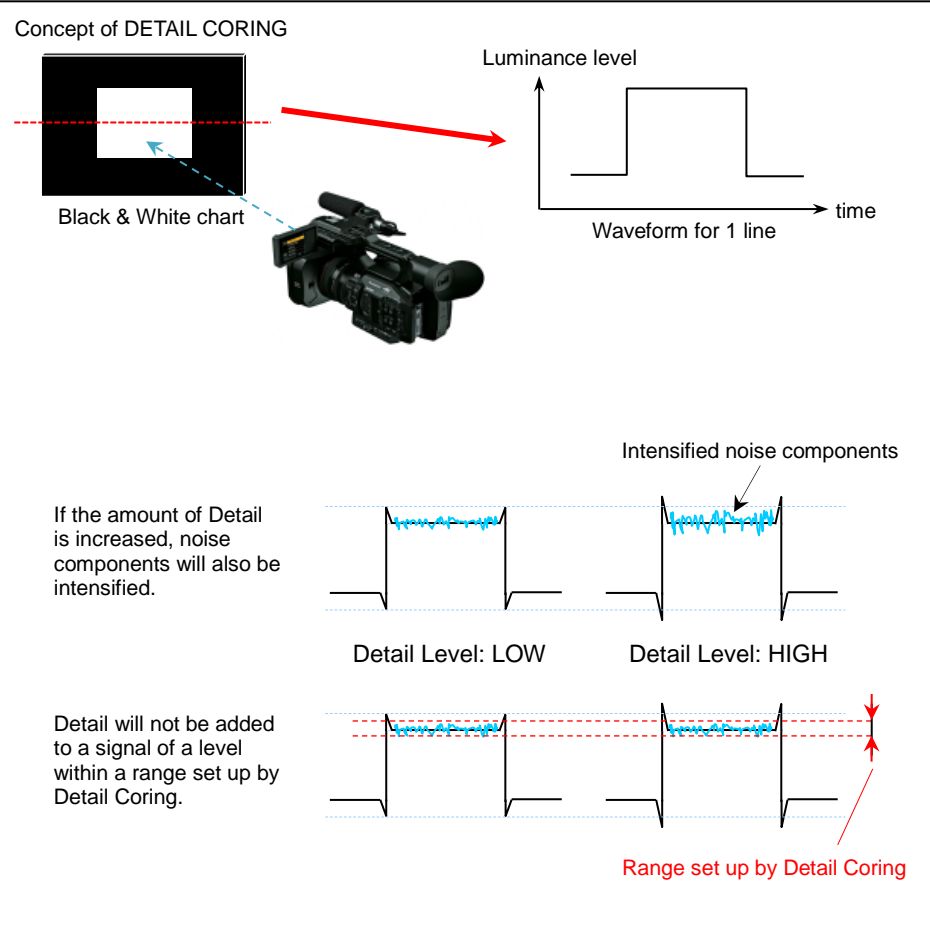 Concept of DETAIL CORING
Luminance level
Black & White chart
time
Waveform for 1 line
Intensified noise components
If the amount of Detail
is increased, noise
components will also be
intensified.
Detail Level: LOW
Detail Level: HIGH
Detail will not be added
to a signal of a level
within a range set up by
Detail Coring.
Range set up by Detail Coring